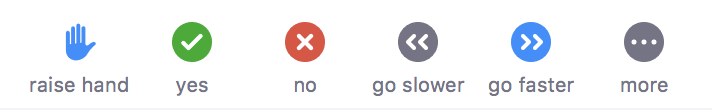 raise hand yes no go slower go faster more